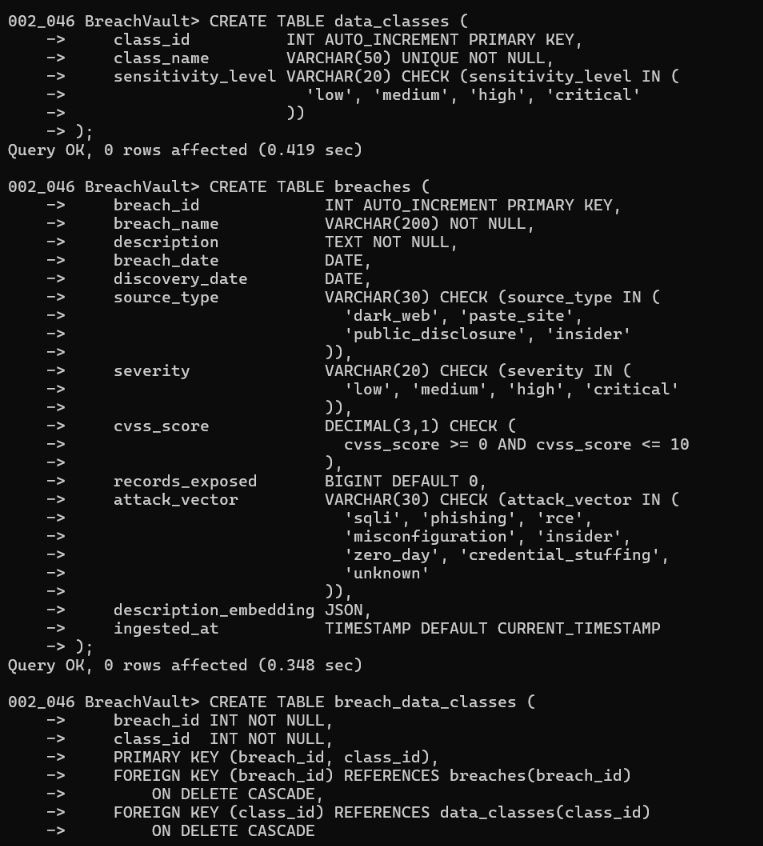 002_046 BreachVault> CREATE TABLE data_classes (
    ->     class_id          INT AUTO_INCREMENT PRIMARY KEY,
    ->     class_name        VARCHAR(50) UNIQUE NOT NULL,
    ->     sensitivity_level VARCHAR(20) CHECK (sensitivity_level IN (
    ->                         'low', 'medium', 'high', 'critical'
    ->                       ))
    -> );
Query OK, 0 rows affected (0.419 sec)

002_046 BreachVault> CREATE TABLE breaches (
    ->     breach_id             INT AUTO_INCREMENT PRIMARY KEY,
    ->     breach_name           VARCHAR(200) NOT NULL,
    ->     description           TEXT NOT NULL,
    ->     breach_date           DATE,
    ->     discovery_date        DATE,
    ->     source_type           VARCHAR(30) CHECK (source_type IN (
    ->                             'dark_web', 'paste_site',
    ->                             'public_disclosure', 'insider'
    ->                           )),
    ->     severity              VARCHAR(20) CHECK (severity IN (
    ->                             'low', 'medium', 'high', 'critical'
    ->                           )),
    ->     cvss_score            DECIMAL(3,1) CHECK (
    ->                             cvss_score >= 0 AND cvss_score <= 10
    ->                           ),
    ->     records_exposed       BIGINT DEFAULT 0,
    ->     attack_vector         VARCHAR(30) CHECK (attack_vector IN (
    ->                             'sqli', 'phishing', 'rce',
    ->                             'misconfiguration', 'insider',
    ->                             'zero_day', 'credential_stuffing',
    ->                             'unknown'
    ->                           )),
    ->     description_embedding JSON,
    ->     ingested_at           TIMESTAMP DEFAULT CURRENT_TIMESTAMP
    -> );
Query OK, 0 rows affected (0.348 sec)

002_046 BreachVault> CREATE TABLE breach_data_classes (
    ->     breach_id INT NOT NULL,
    ->     class_id  INT NOT NULL,
    ->     PRIMARY KEY (breach_id, class_id),
    ->     FOREIGN KEY (breach_id) REFERENCES breaches(breach_id)
    ->         ON DELETE CASCADE,
    ->     FOREIGN KEY (class_id) REFERENCES data_classes(class_id)
    ->         ON DELETE CASCADE